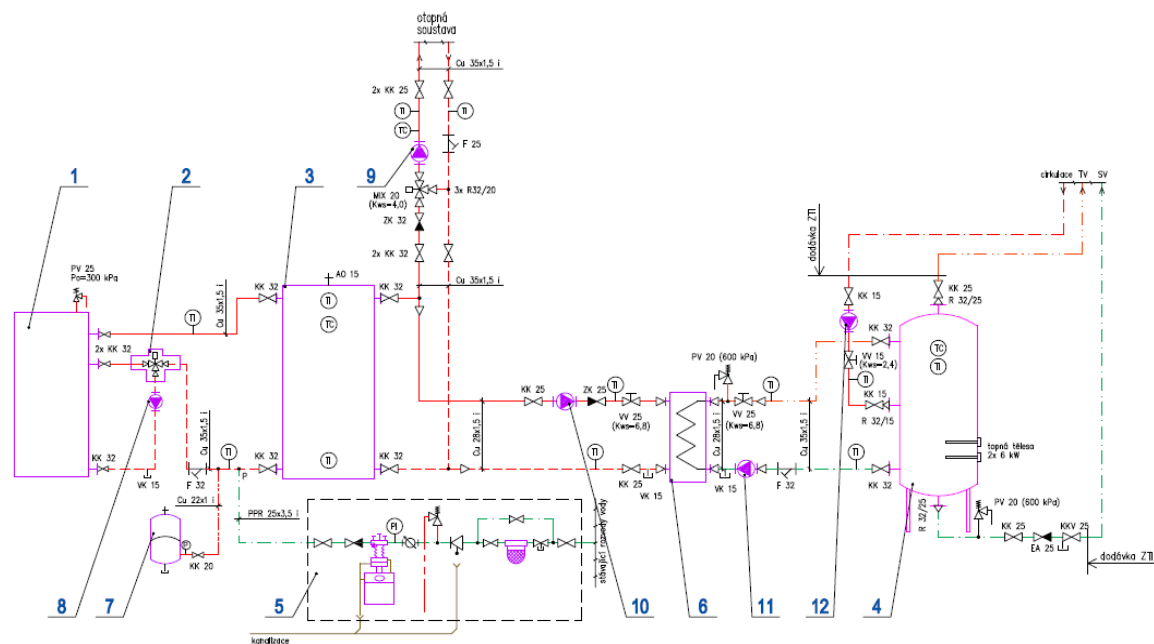 otopná
soustava
Cu 35x1,5 i
2x KK 25
TI
TI
TC
F 25
9
MIX 20
(Kws=4,0)
3x R32/20
ZK 32
2x KK 32
1
2
3
PV 25
Po=300 kPa
AO 15
KK 32
KK 32
Cu 35x1,5 i
Cu 35x1,5 i
TI
TI
TC
2x KK 32
TI
KK 32
VK 15
F 32
Cu 35x1,5 i
TI
P
KK 32
KK 32
Cu 22x1 i
PPR 25x3,5 i
P
KK 20
PI
stávající rozvody vody
kanalizace
8
7
5
KK 25
ZK 25
TI
VV 25
(Kws=6,8)
PV 20 (600 kPa)
VV 25
(Kws=6,8)
TI
Cu 28x1,5 i
Cu 28x1,5 i
Cu 35x1,5 i
TI
KK 25
VK 15
VK 15
F 32
TI
KK 32
10
6
11
12
4
cirkulace
TV
SV
dodávka ZTI
KK 15
KK 25
R 32/25
KK 32
VV 15
(Kws=2,4)
TI
KK 15
R 32/15
TC
TI
topná tělesa
2x 6 kW
R 32/25
PV 20 (600 kPa)
KK 25
EA 25
KKV 25
dodávka ZTI